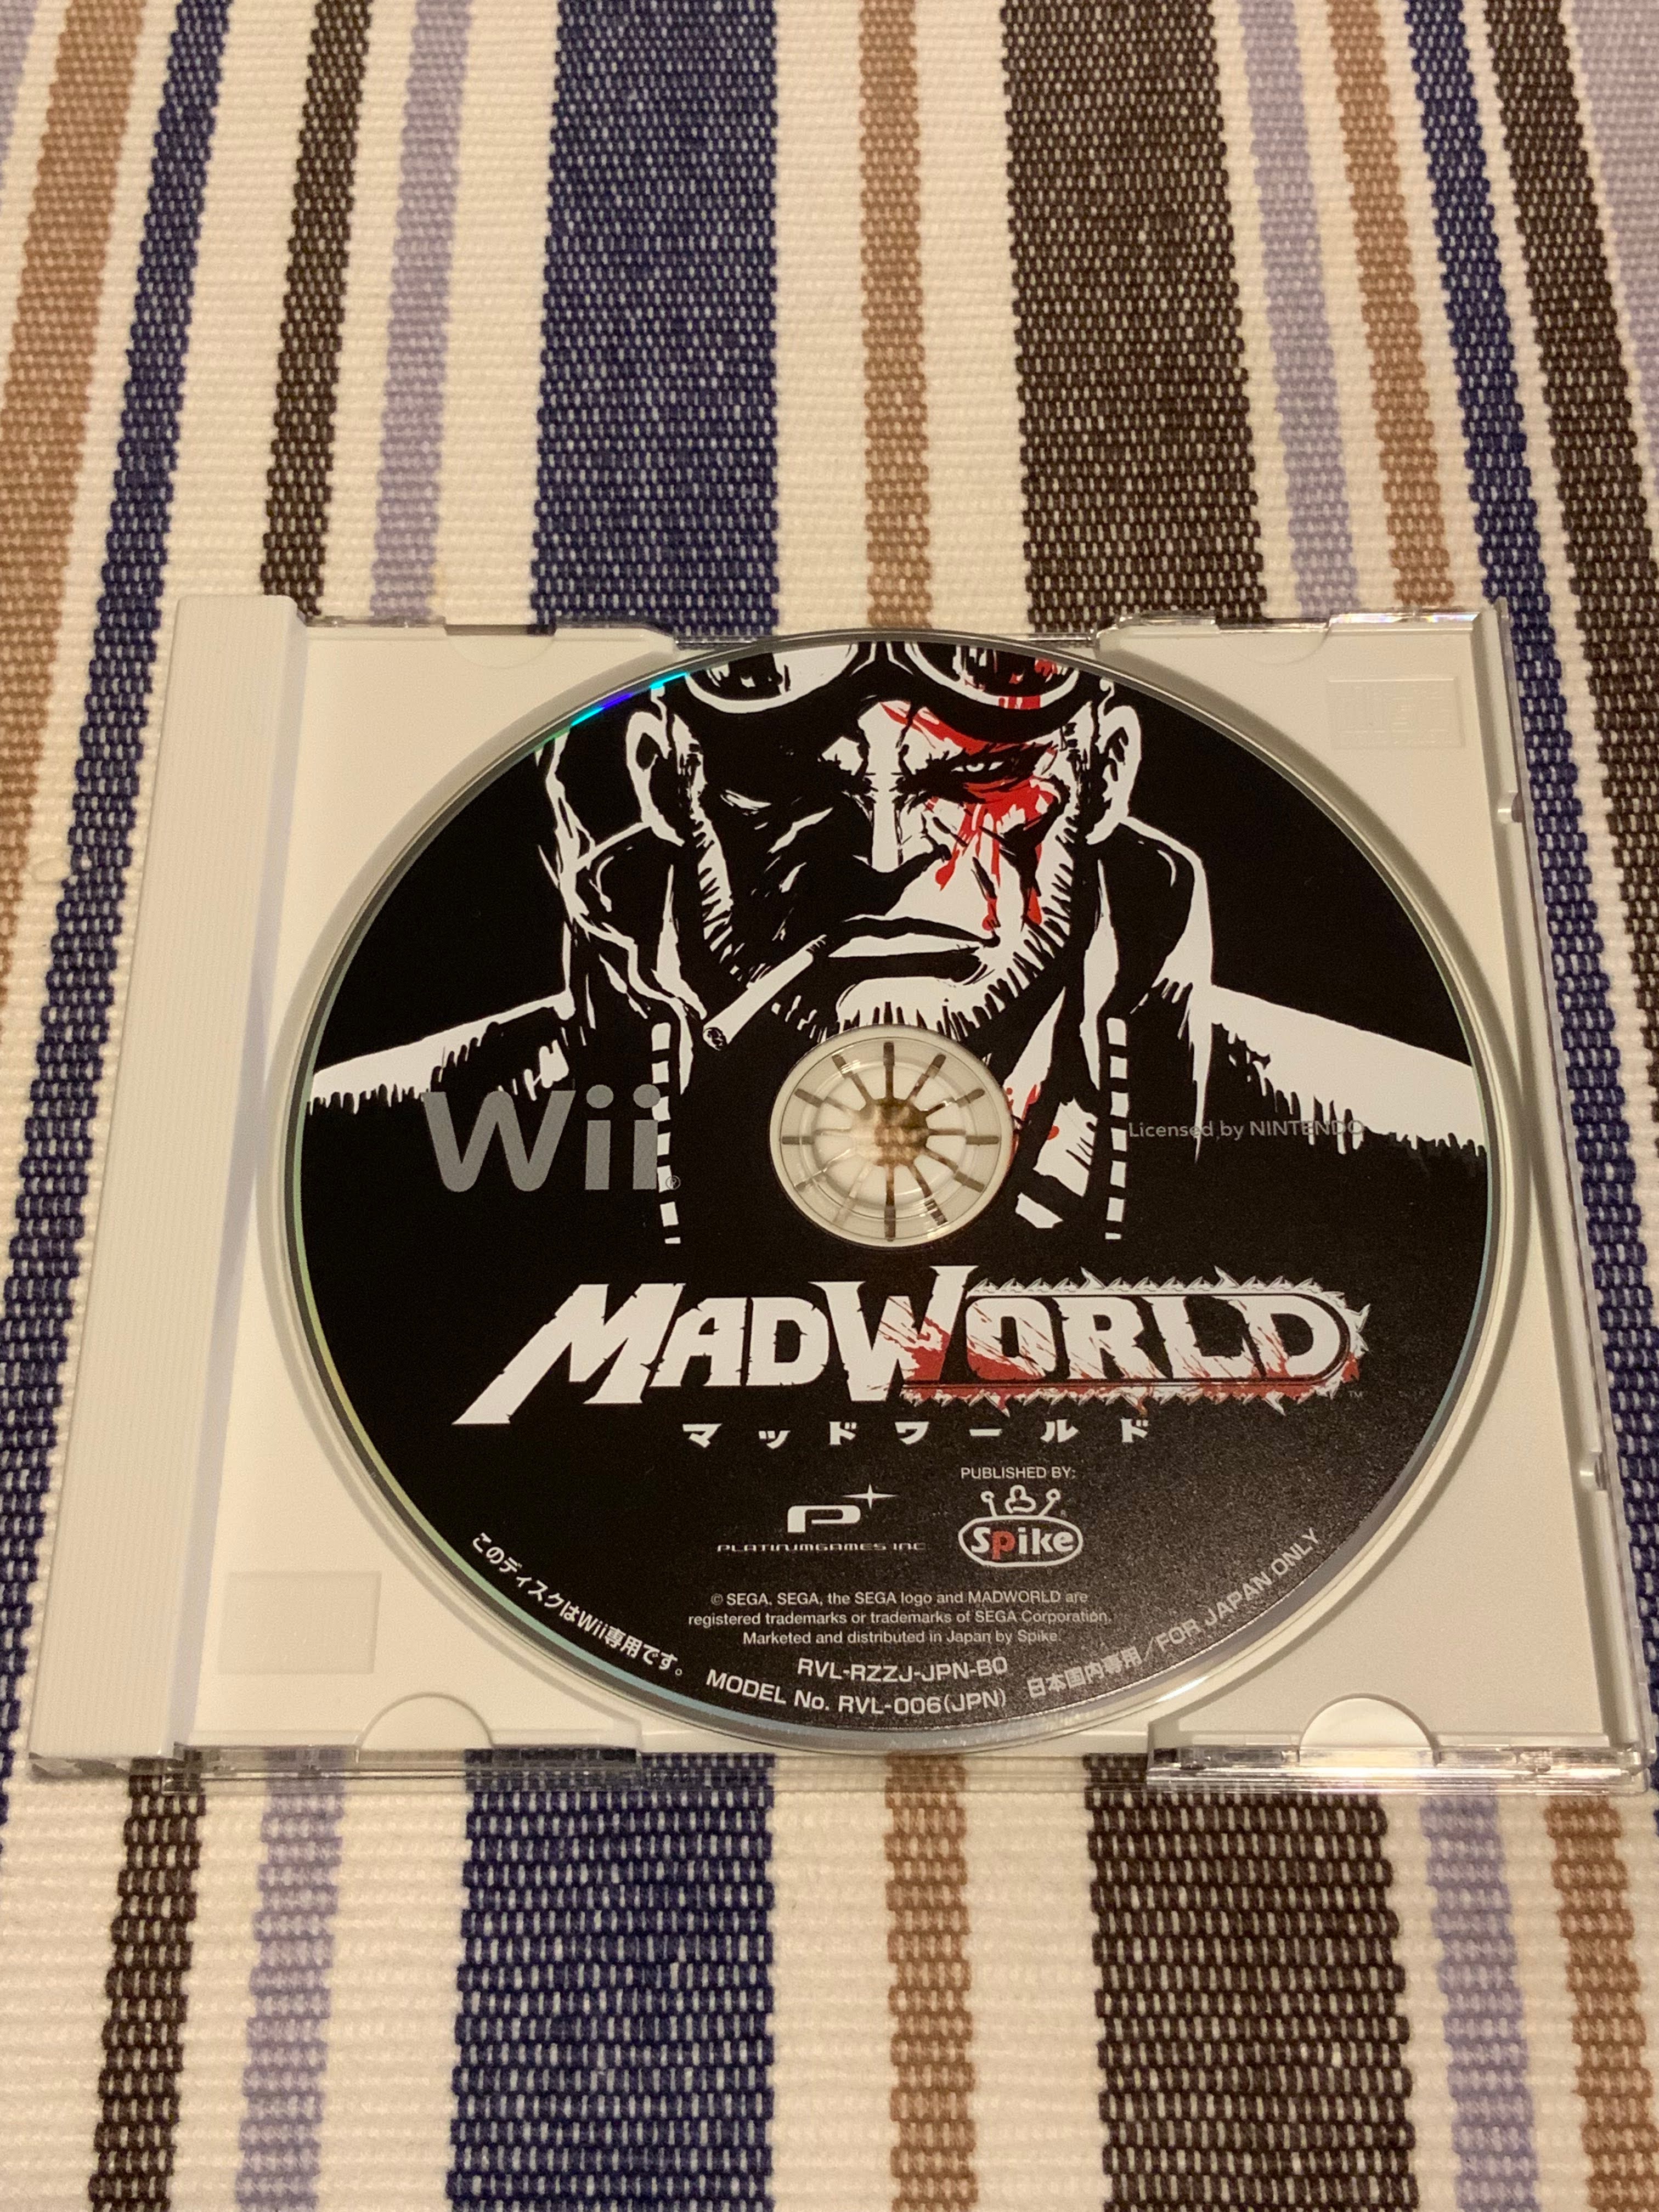 Wii®
Licensed by NINTENDO
MADWORLD™
マッドワールド
PLATINUMGAMES INC
PUBLISHED BY:
Spike
© SEGA. SEGA, the SEGA logo and MADWORLD are
registered trademarks or trademarks of SEGA Corporation.
Marketed and distributed in Japan by Spike.
RVL-RZZJ-JPN-B0
このディスクはWii専用です。
MODEL No. RVL-006(JPN)
日本国内専用/FOR JAPAN ONLY